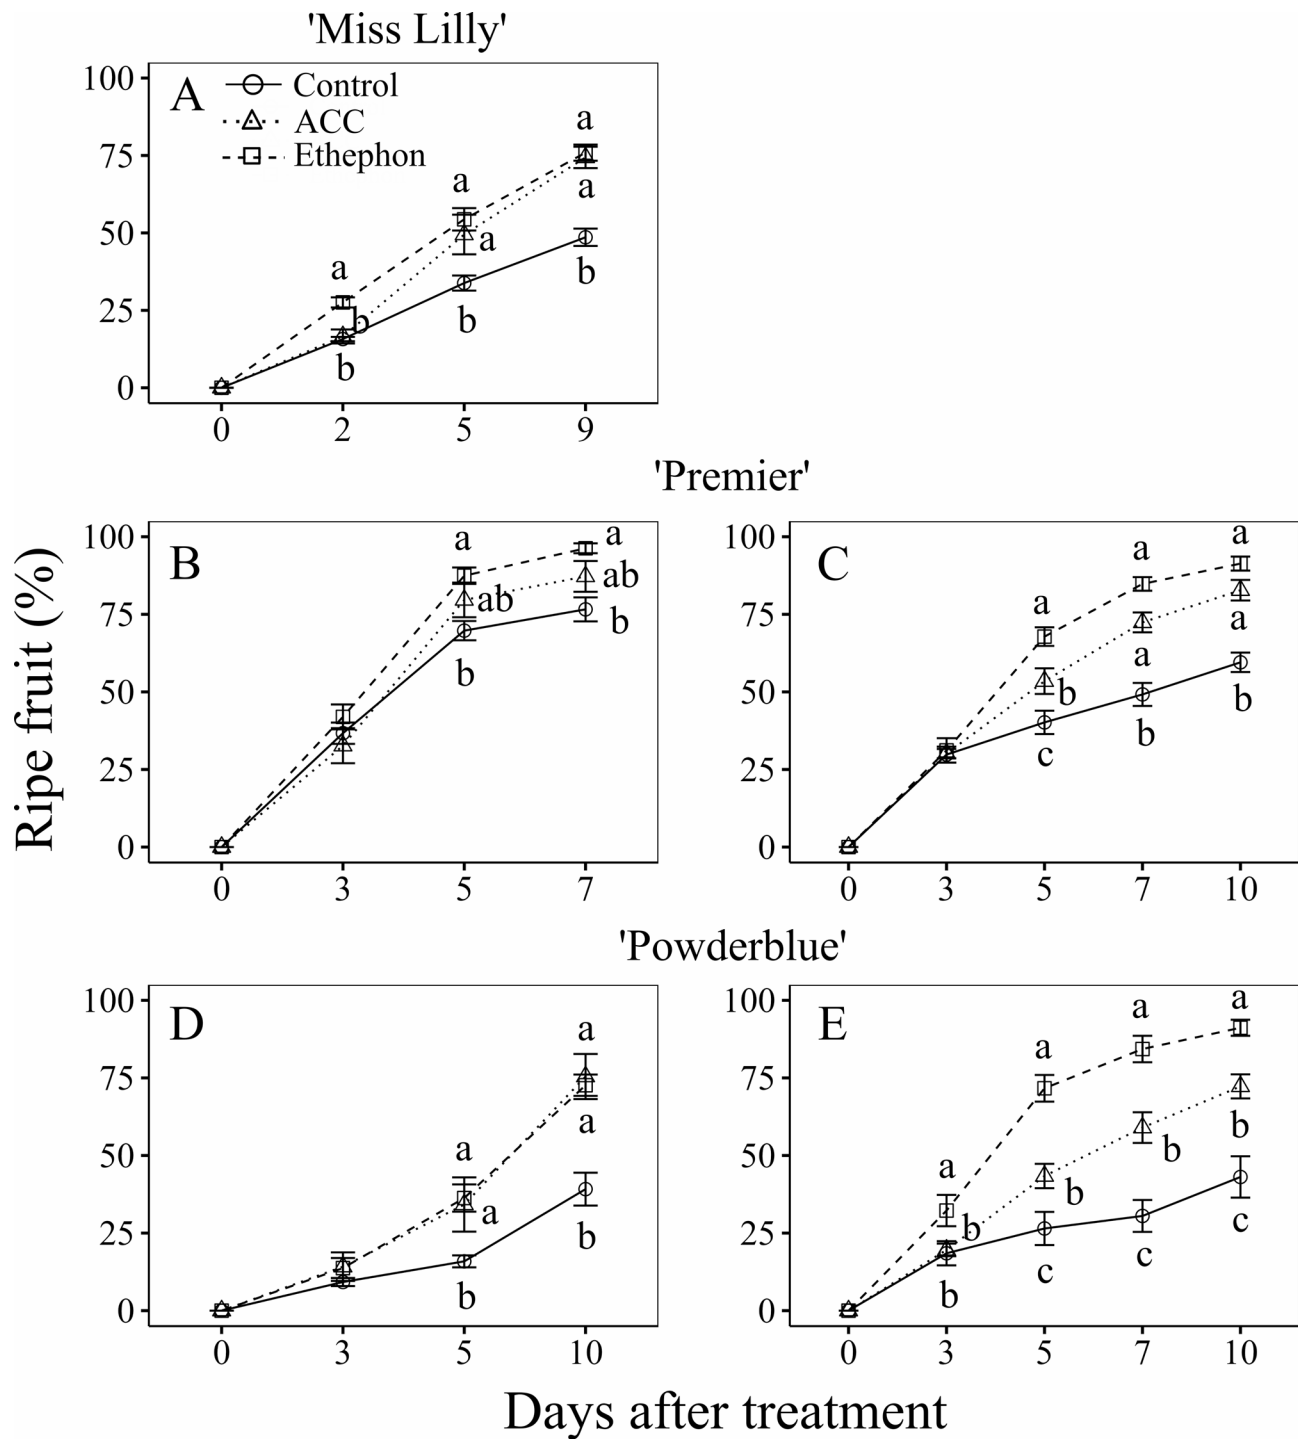 'Miss Lilly'
A
Control
ACC
Ethephon
100
75
50
25
0
a
a
a
a
a
b
b
b
b
0 2 5 9
'Premier'
Ripe fruit (%)
B
100
75
50
25
0
a
a
ab
ab
b
b
0 3 5 7
C
100
75
50
25
0
a
a
a
a
a
b
b
b
c
0 3 5 7 10
'Powderblue'
D
100
75
50
25
0
a
a
a
a
b
b
0 3 5 10
E
100
75
50
25
0
a
a
a
a
b
b
b
b
c
c
c
b
0 3 5 7 10
Days after treatment